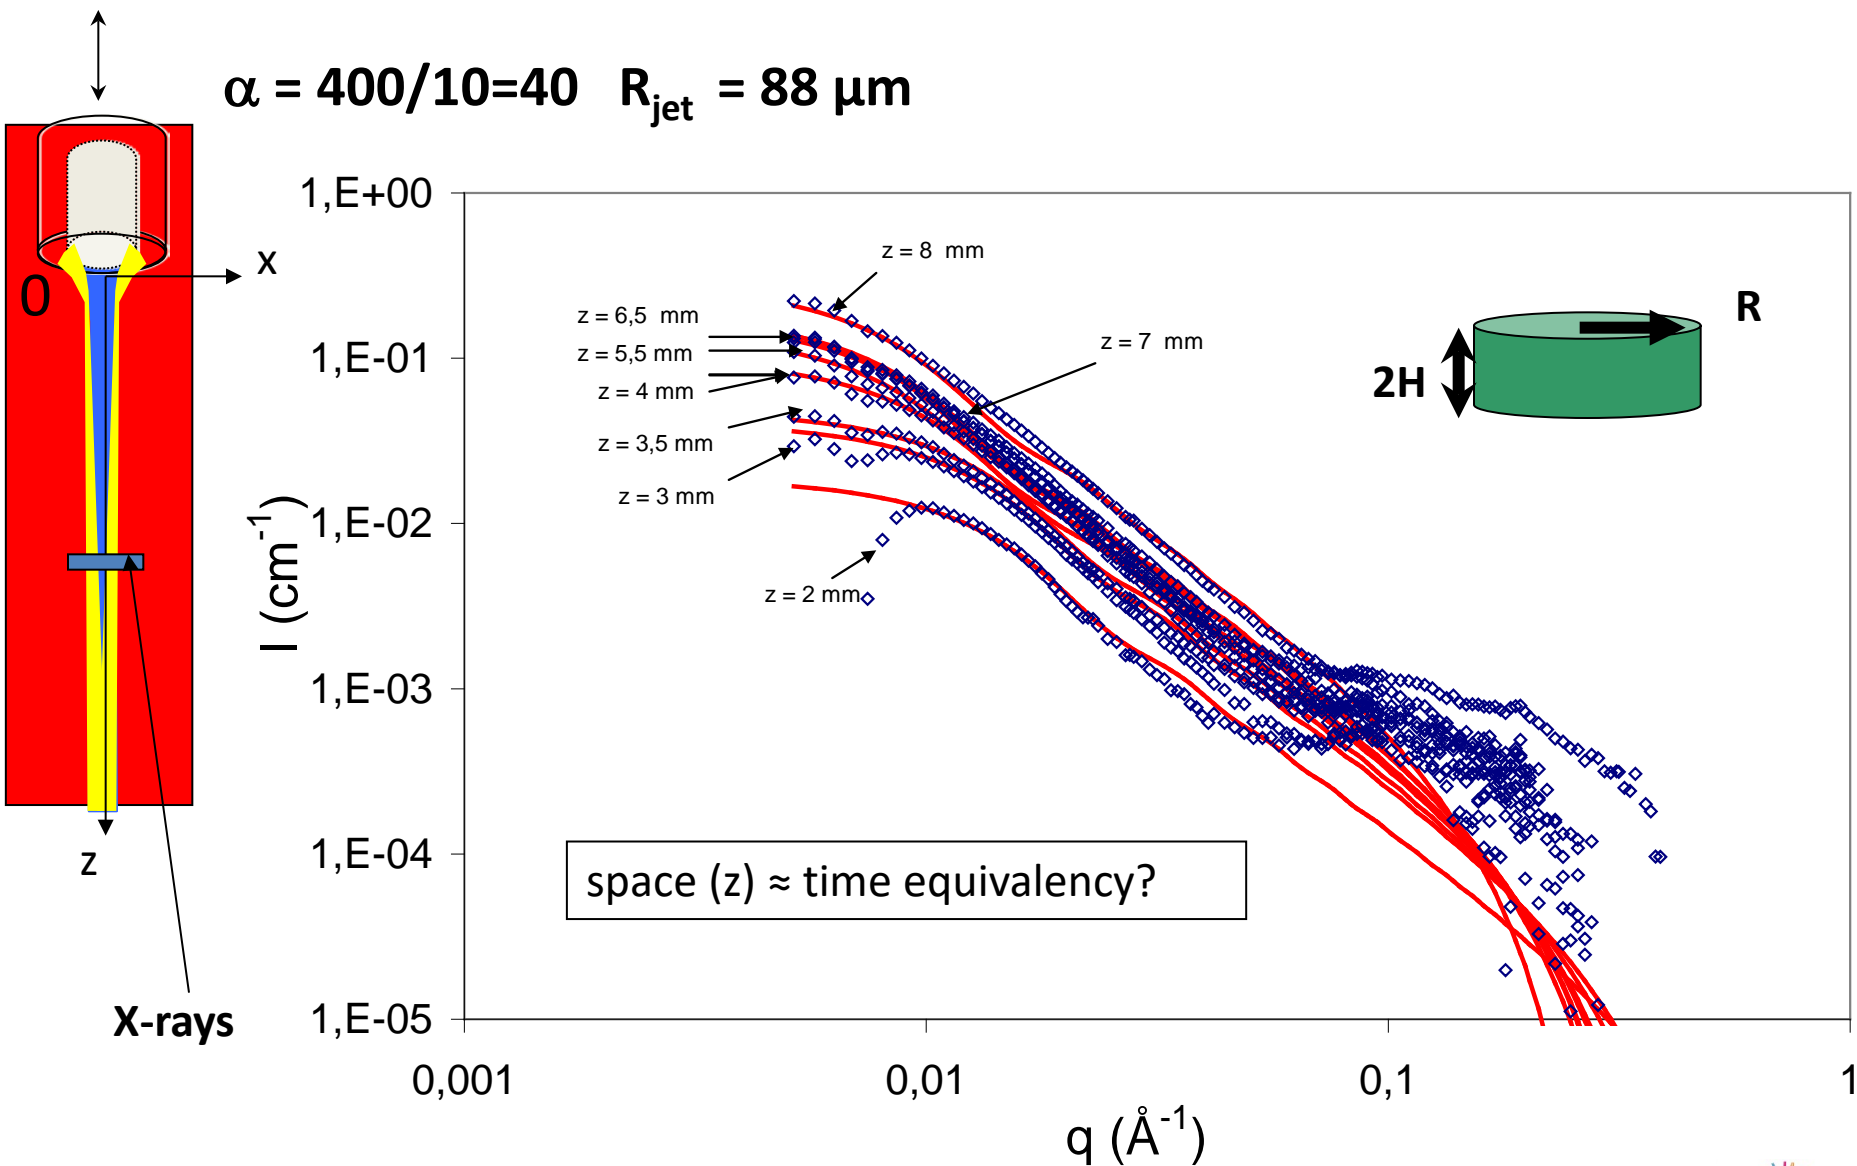 α = 400/10=40 Rjet = 88 µm
x
0
z
X-rays
1,E+00
1,E-01
1,E-02
1,E-03
1,E-04
1,E-05
I (cm-1)
z = 8 mm
z = 6,5 mm
z = 5,5 mm
z = 4 mm
z = 3,5 mm
z = 3 mm
z = 2 mm
z = 7 mm
R
2H
space (z) ≈ time equivalency?
0,001
0,01
0,1
1
q (Å-1)